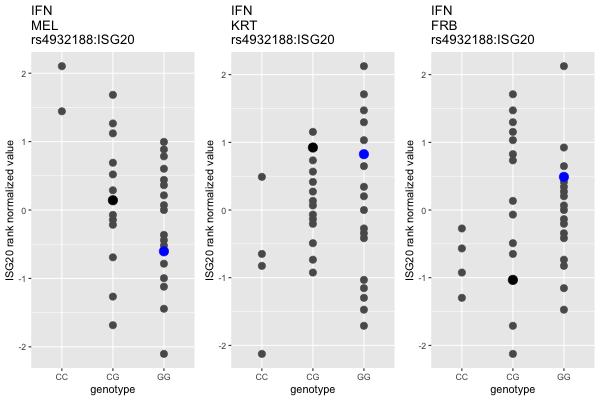 IFN
MEL
rs4932188:ISG20
ISG20 rank normalized value
2
1
0
-1
-2
CC CG GG
genotype
IFN
KRT
rs4932188:ISG20
ISG20 rank normalized value
2
1
0
-1
-2
CC CG GG
genotype
IFN
FRB
rs4932188:ISG20
ISG20 rank normalized value
2
1
0
-1
-2
CC CG GG
genotype